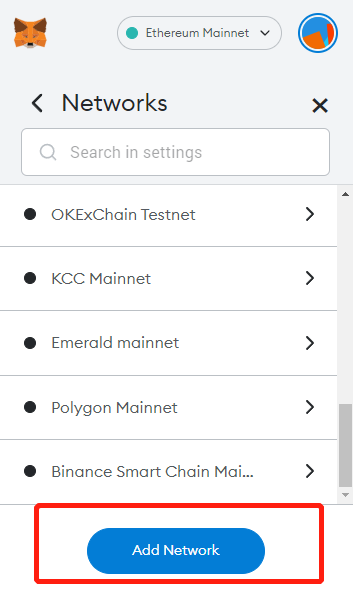 Ethereum Mainnet
Networks
Search in settings
OKExChain Testnet
KCC Mainnet
Emerald mainnet
Polygon Mainnet
Binance Smart Chain Mai...
Add Network